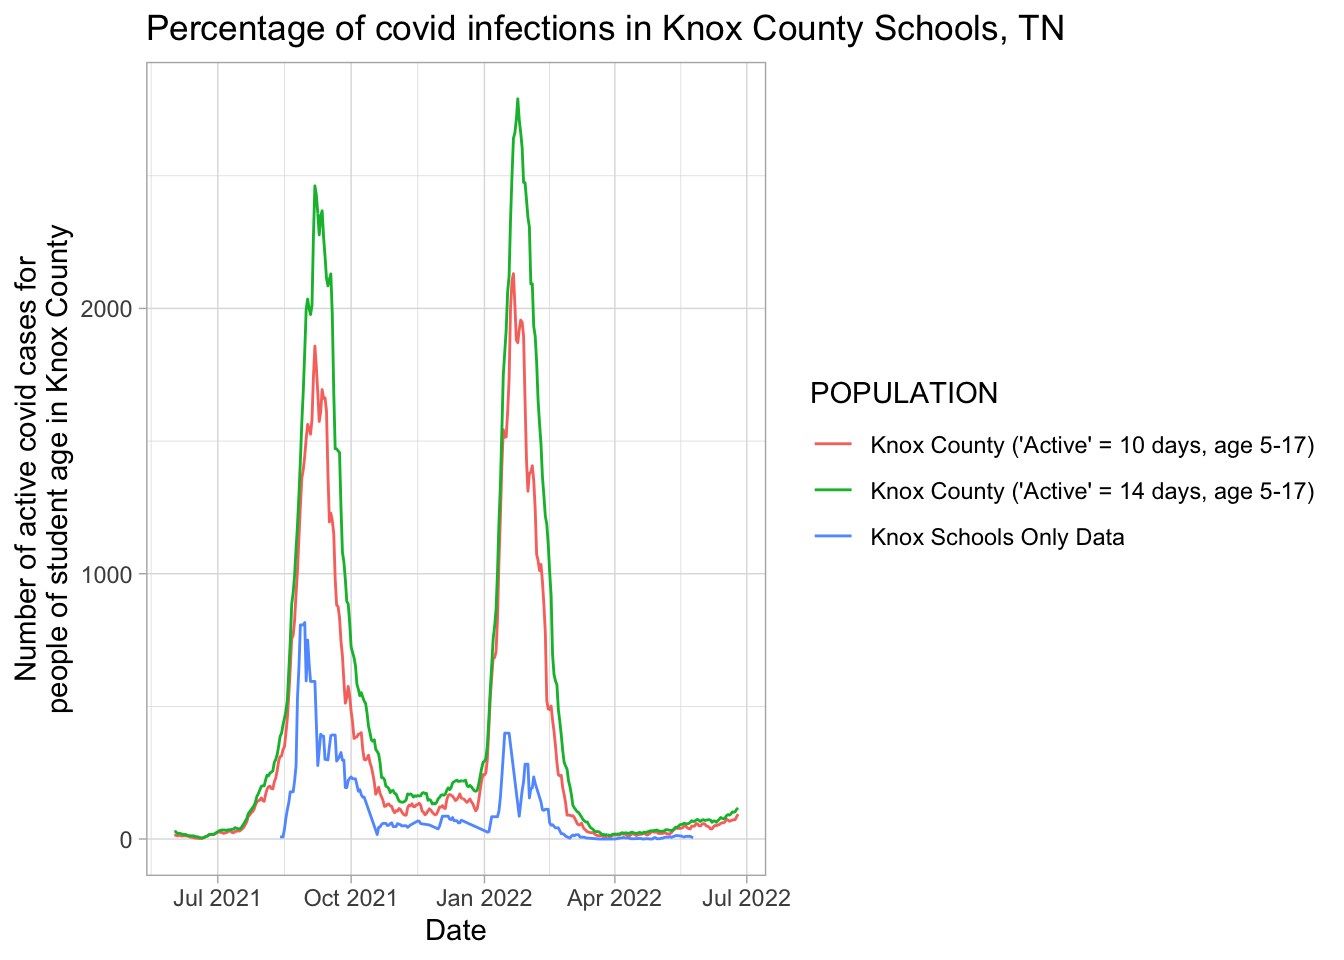 Percentage of covid infections in Knox County Schools, TN
Number of active covid cases for
people of student age in Knox County
2000
1000
0
Jul 2021
Oct 2021
Jan 2022
Apr 2022
Jul 2022
Date
POPULATION
Knox County ('Active' = 10 days, age 5-17)
Knox County ('Active' = 14 days, age 5-17)
Knox Schools Only Data